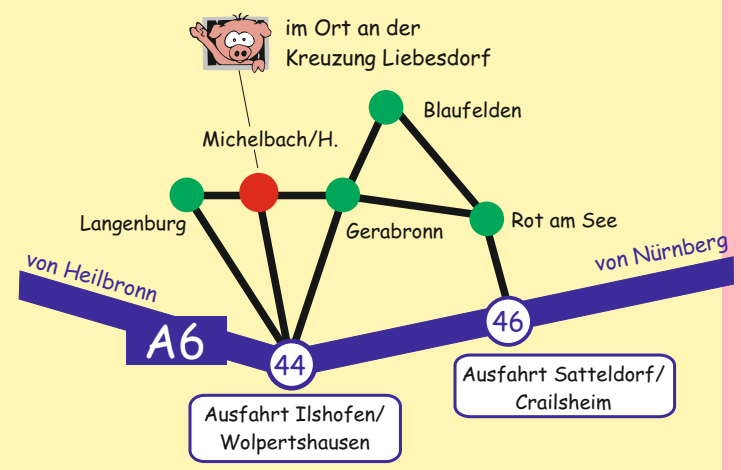 im Ort an der
Kreuzung Liebesdorf
Blaufelden
Michelbach/H.
Langenburg
Gerabronn
Rot am See
von Heilbronn
von Nürnberg
A6
44
46
Ausfahrt Satteldorf/
Crailsheim
Ausfahrt Ilshofen/
Wolpertshausen